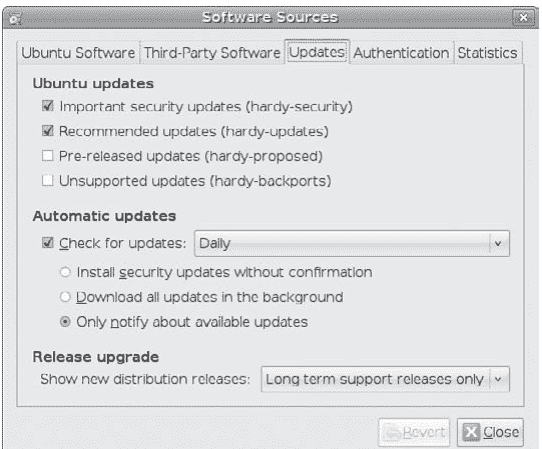 Software Sources
Ubuntu Software Third-Party Software Updates Authentication Statistics
Ubuntu updates
Important security updates (hardy-security)
Recommended updates (hardy-updates)
Pre-released updates (hardy-proposed)
Unsupported updates (hardy-backports)
Automatic updates
Check for updates: Daily
Install security updates without confirmation
Download all updates in the background
Only notify about available updates
Release upgrade
Show new distribution releases: Long term support releases only
Revert Close